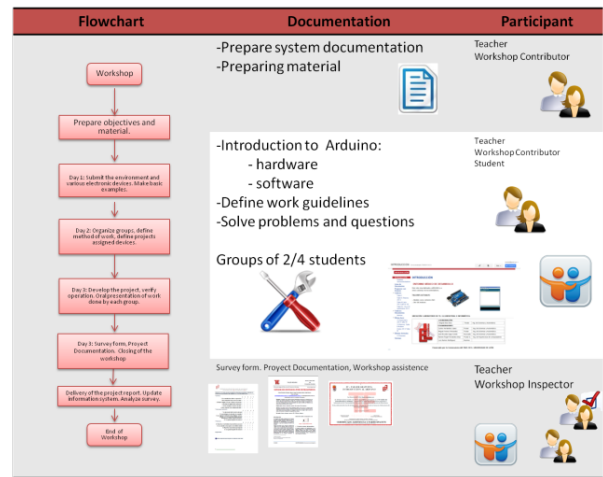 Flowchart
Documentation
Participant
Workshop
Prepare objectives and
material.
Day 1: Submit the environment and
various electronic devices. Make basic
examples.
Day 2: Organize groups, define
method of work, define projects
assigned devices.
Day 3: Develop the project, verify
operation. Oral presentation of work
done by each group.
Day 3: Survey form, Proyect
Documentation. Closing of the
workshop
Delivery of the project report. Update
information system. Analyze survey.
End of
Workshop
-Prepare system documentation
-Preparing material
Teacher
Workshop Contributor
-Introduction to Arduino:
- hardware
- software
-Define work guidelines
-Solve problems and questions
Groups of 2/4 students
Teacher
Workshop Contributor
Student
Survey form. Proyect Documentation, Workshop assistence
Teacher
Workshop Inspector